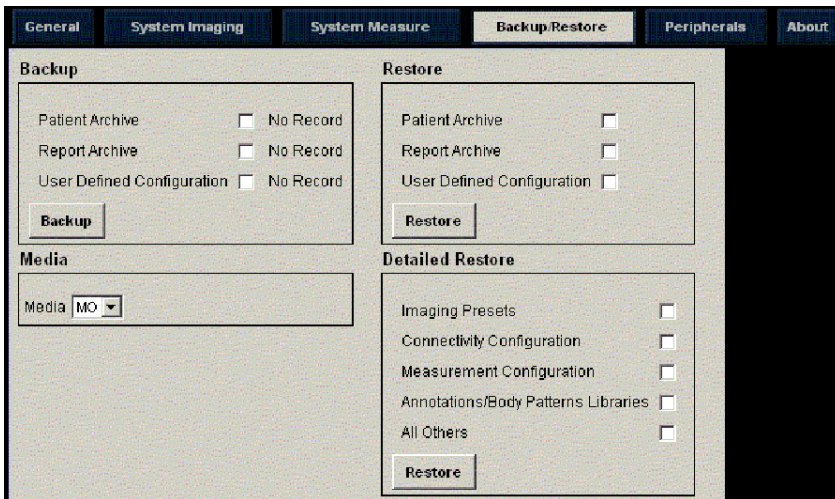 General System Imaging System Measure Backup/Restore Peripherals About
Backup
Patient Archive No Record
Report Archive No Record
User Defined Configuration No Record
Backup
Media
Media MO
Restore
Patient Archive
Report Archive
User Defined Configuration
Restore
Detailed Restore
Imaging Presets
Connectivity Configuration
Measurement Configuration
Annotations/Body Patterns Libraries
All Others
Restore